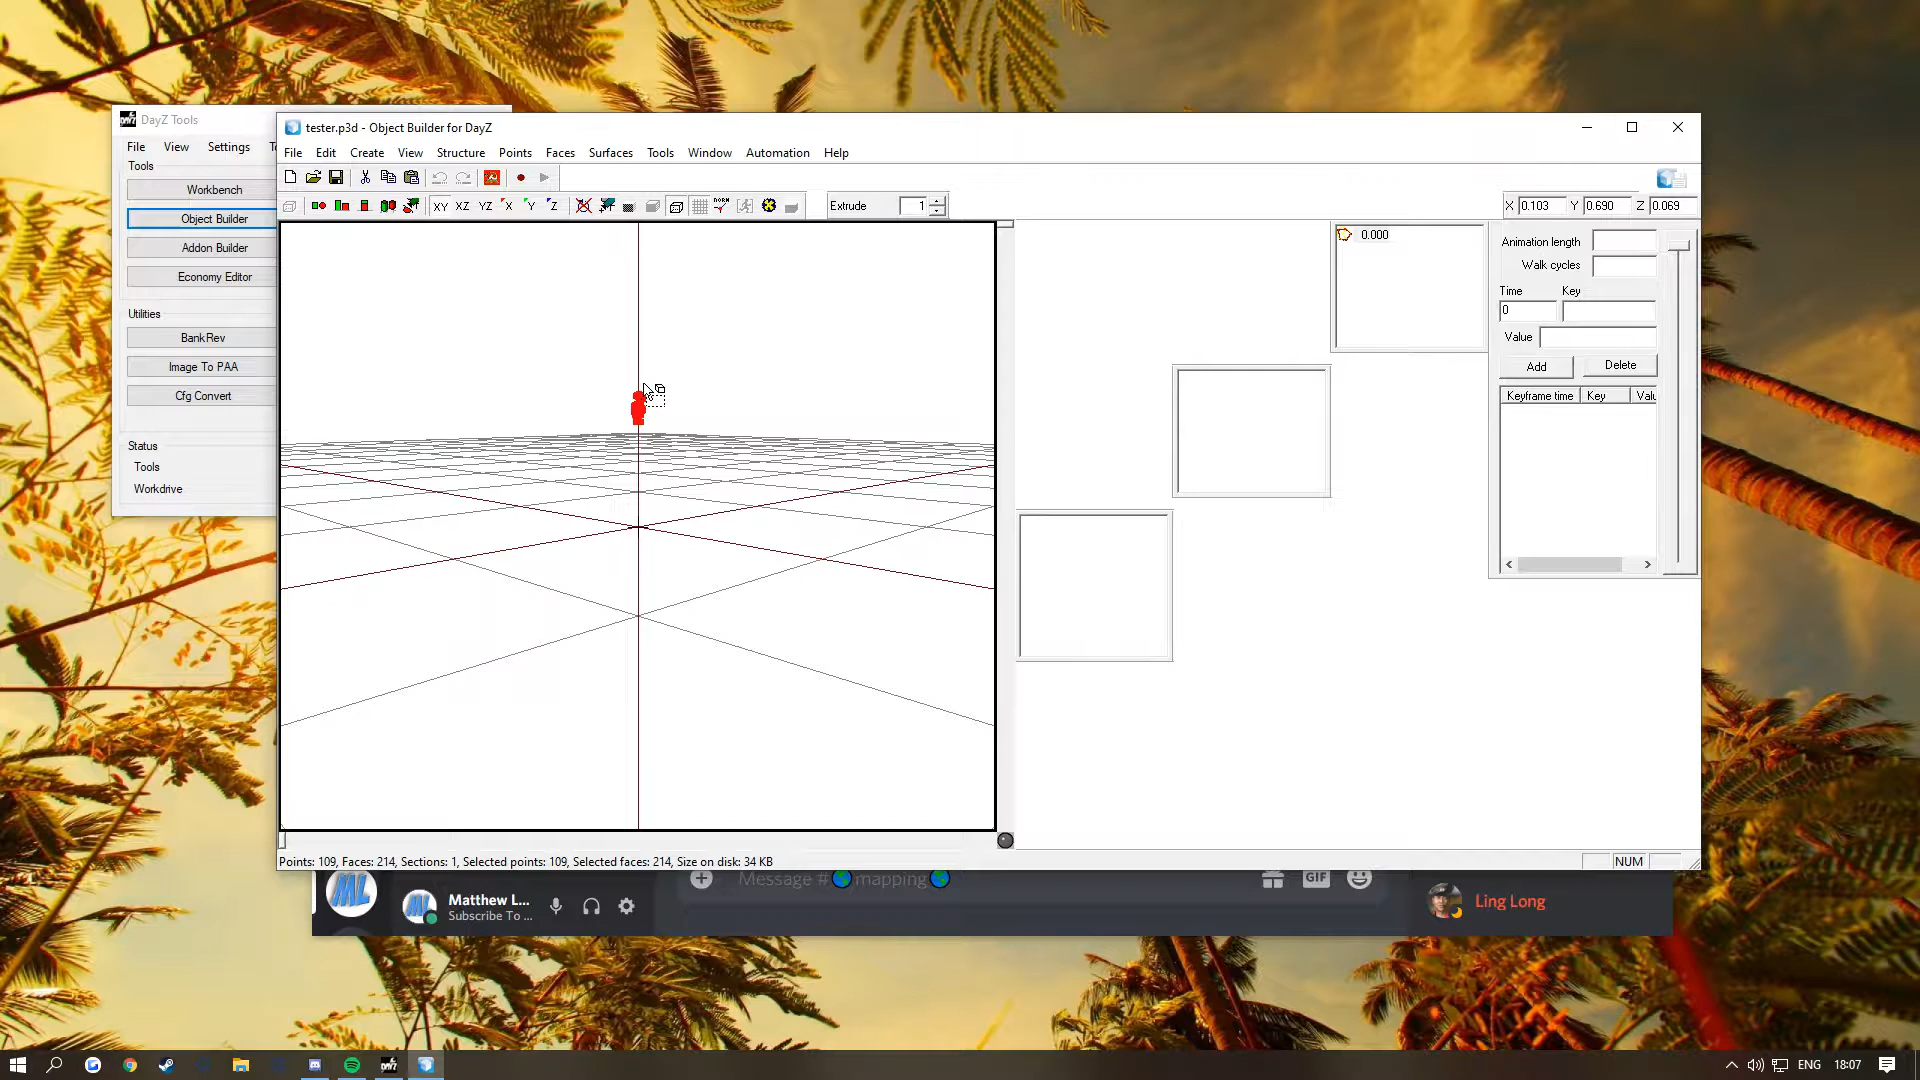 DayZ Tools
File View Settings
Tools
Workbench
Object Builder
Addon Builder
Economy Editor
Utilities
BankRev
Image To PAA
Cfg Convert
Status
Tools
Workdrive
tester.p3d - Object Builder for DayZ
File Edit Create View Structure Points Faces Surfaces Tools Window Automation Help
XY XZ YZ X Y Z NORM Extrude 1
X 0.103 Y 0.690 Z 0.069
0.000
Animation length
Walk cycles
Time Key
0
Value
Add Delete
Keyframe time Key Valu
Points: 109, Faces: 214, Sections: 1, Selected points: 109, Selected faces: 214, Size on disk: 34 KB
NUM
ML
ML
Matthew L...
Subscribe To ...
Message # mapping
GIF
Ling Long
ENG 18:07